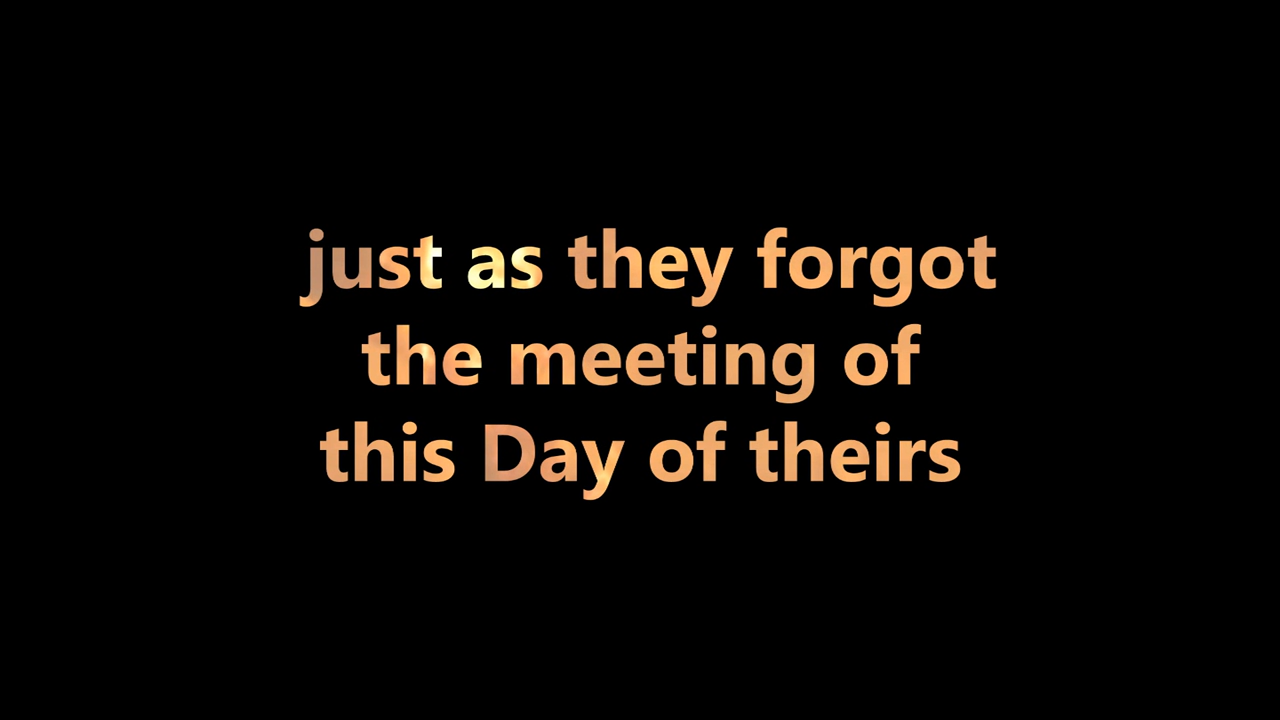 just as they forgot
the meeting of
this Day of theirs